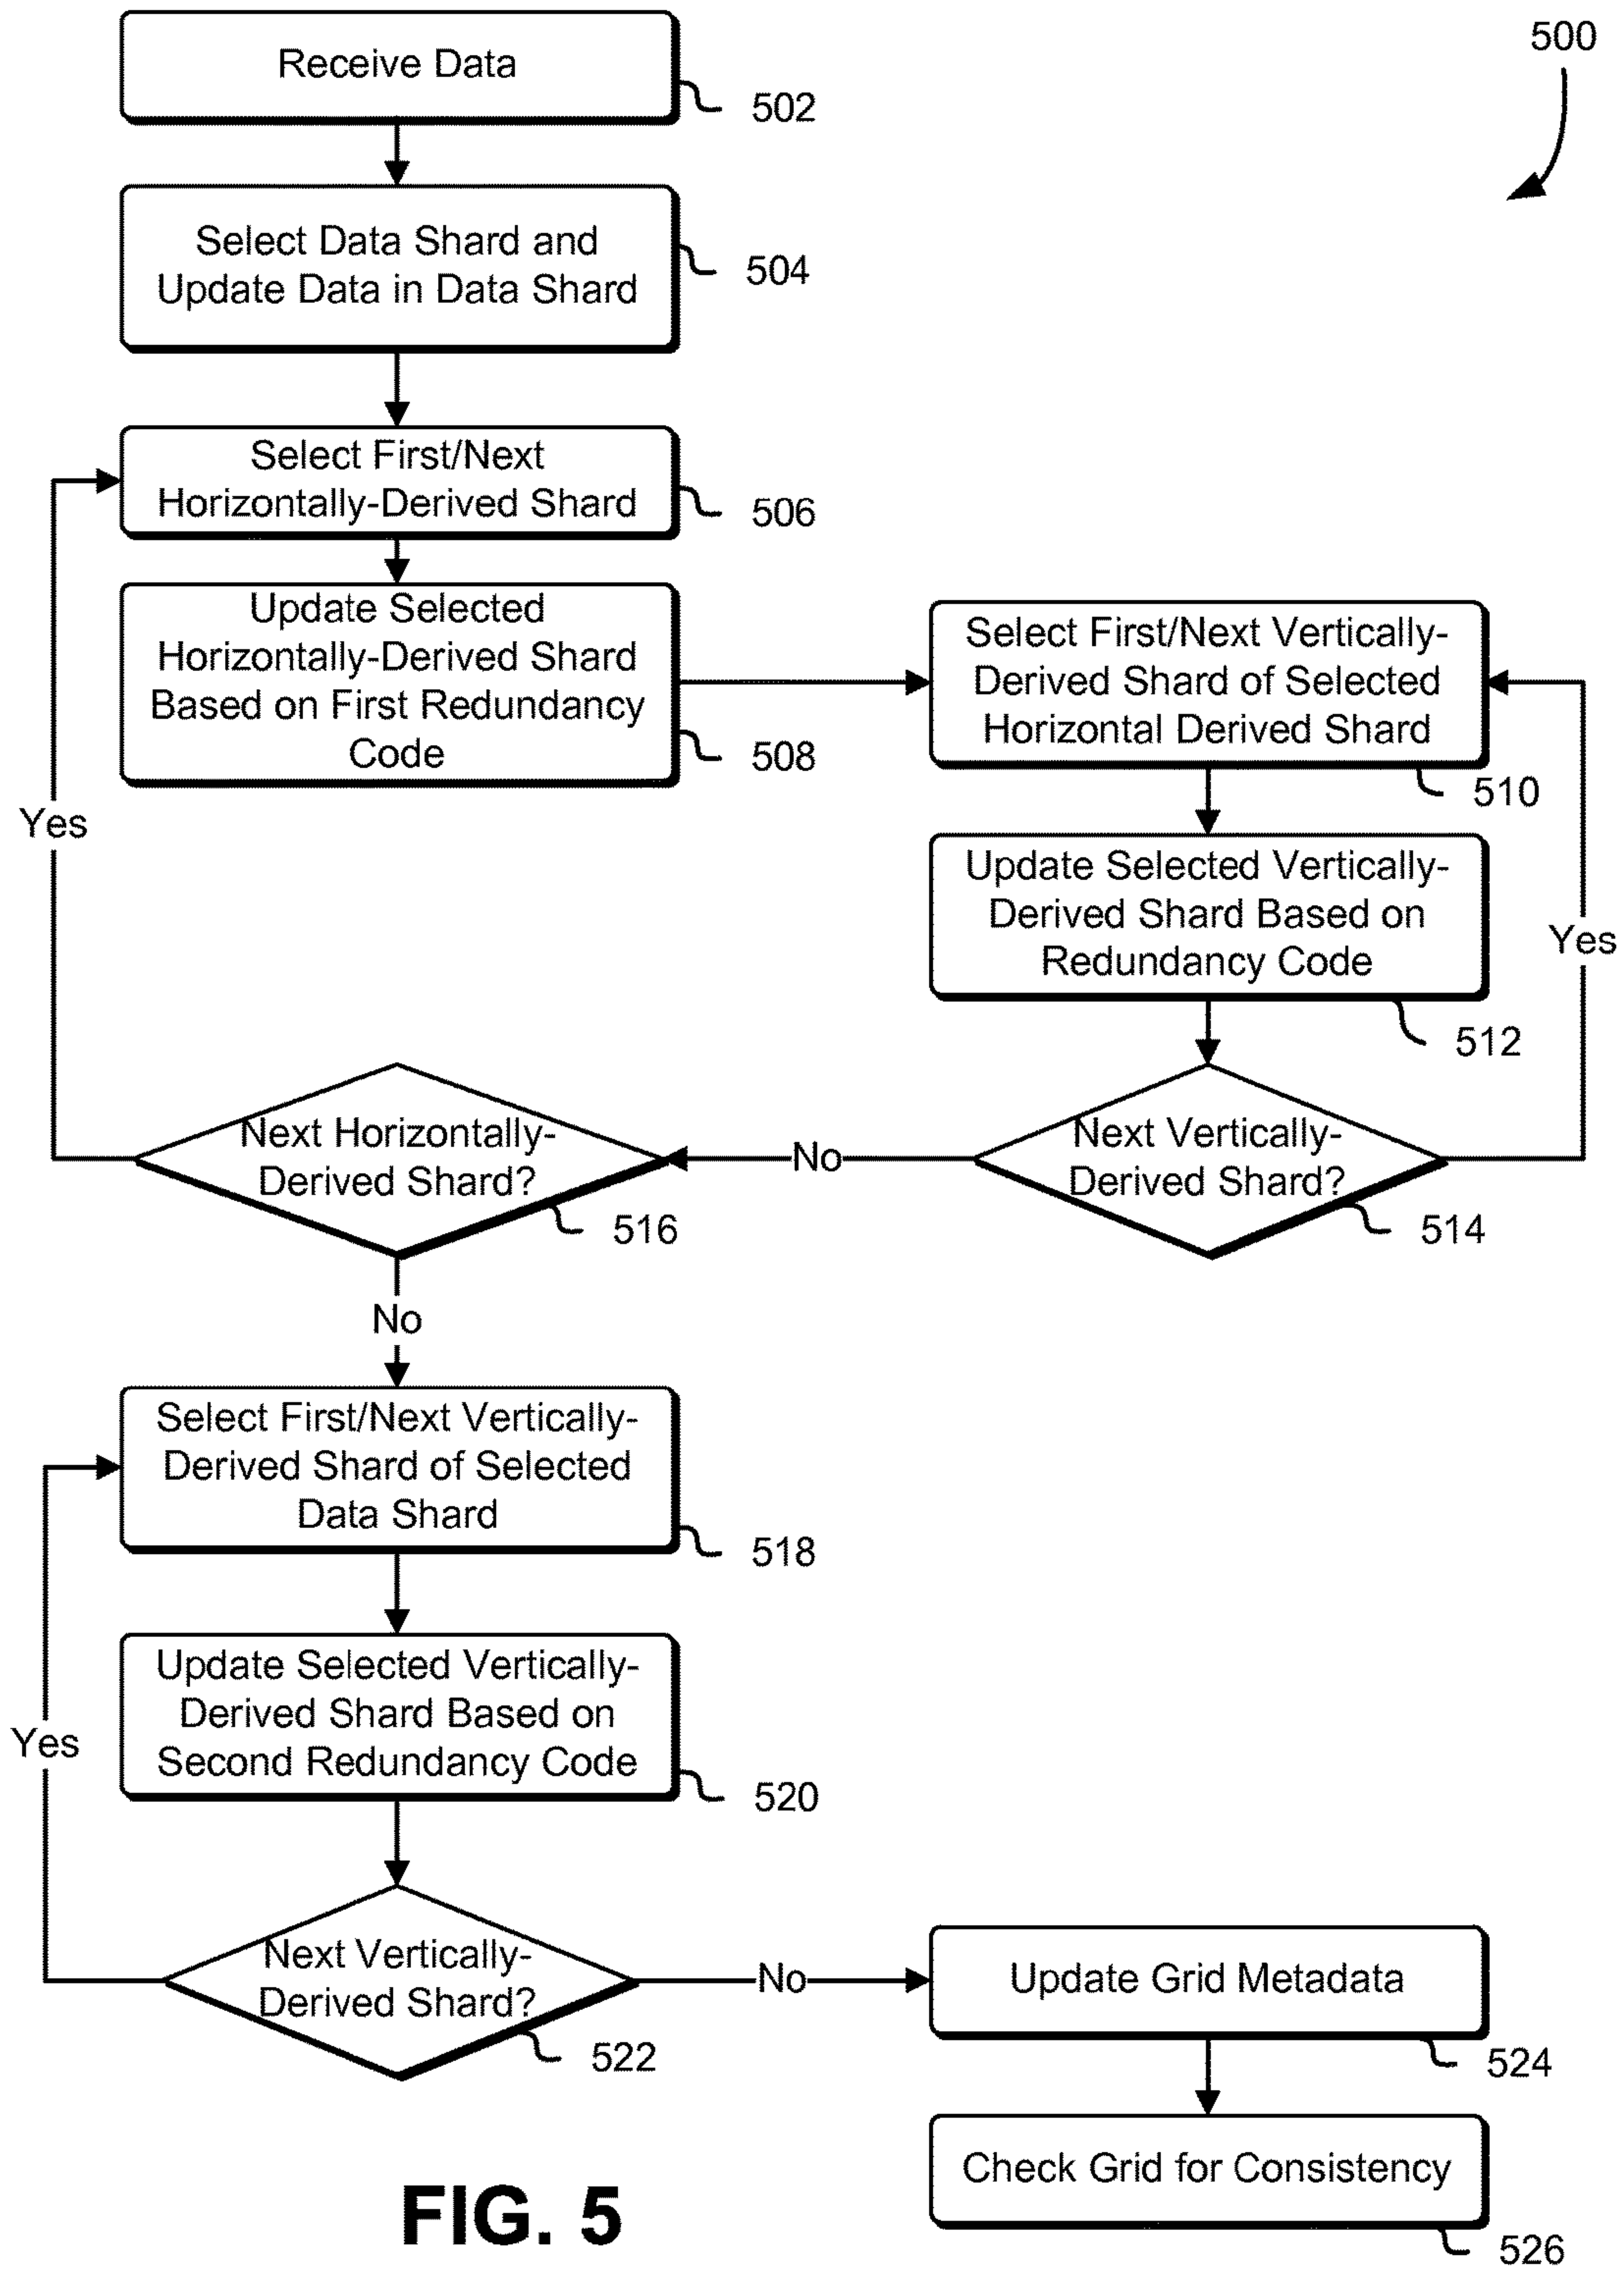 500
Receive Data
502
Select Data Shard and
Update Data in Data Shard
504
Select First/Next
Horizontally-Derived Shard
506
Update Selected
Horizontally-Derived Shard
Based on First Redundancy
Code
508
Select First/Next Vertically-
Derived Shard of Selected
Horizontal Derived Shard
510
Update Selected Vertically-
Derived Shard Based on
Redundancy Code
512
Next Vertically-
Derived Shard?
514
Yes
No
Next Horizontally-
Derived Shard?
516
Yes
No
Select First/Next Vertically-
Derived Shard of Selected
Data Shard
518
Update Selected Vertically-
Derived Shard Based on
Second Redundancy Code
520
Next Vertically-
Derived Shard?
522
Yes
No
Update Grid Metadata
524
Check Grid for Consistency
526
FIG. 5